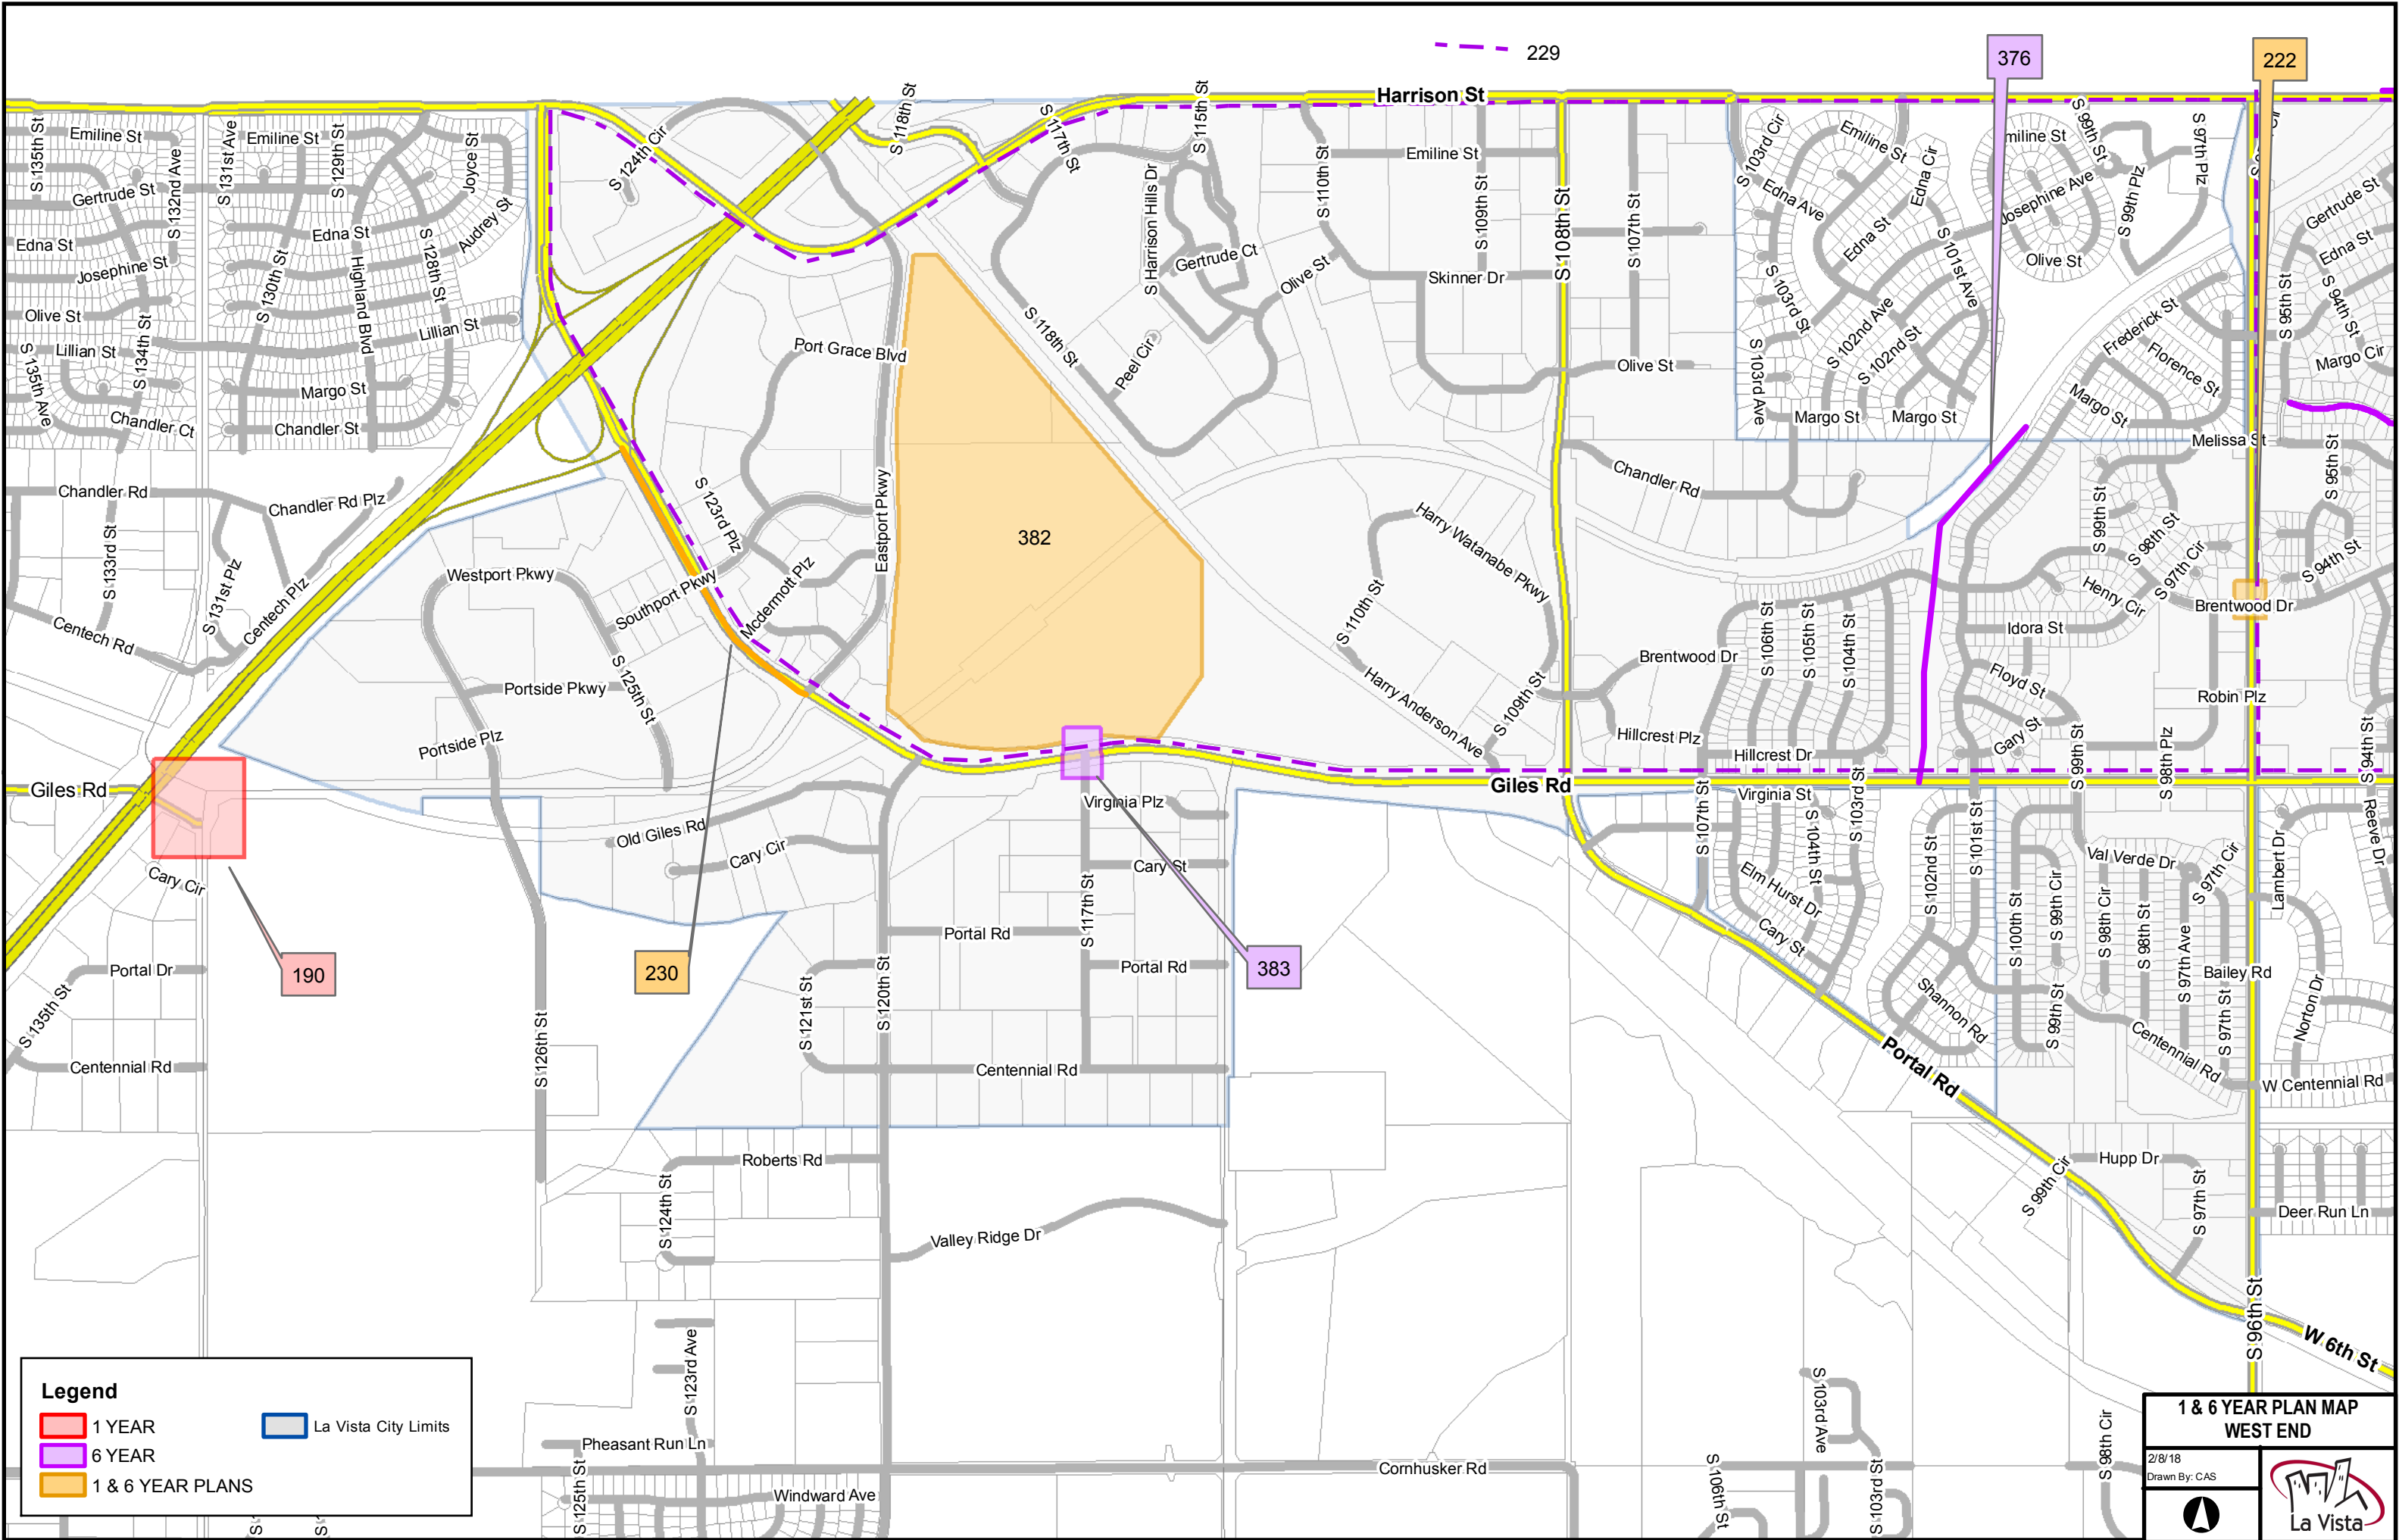 229
376
222
Harrison St
S 118th St
S 117th St
S 115th St
S 124th Cir
S 135th St
Emiline St
S 132nd Ave
S 131st Ave
Emiline St
S 129th St
Joyce St
Gertrude St
Edna St
Audrey St
Edna St
Josephine St
S 130th St
Highland Blvd
S 128th St
Olive St
Lillian St
Lillian St
S 134th St
S 135th Ave
Margo St
Chandler Ct
Chandler St
S Harrison Hills Dr
Gertrude Ct
Olive St
S 110th St
Emiline St
S 109th St
Skinner Dr
S 108th St
S 107th St
Olive St
S 118th St
Peel Cir
Port Grace Blvd
S 103rd Cir
Emiline St
Edna Ave
Edna Cir
Edna St
S 101st Ave
S 103rd St
S 102nd Ave
S 102nd St
S 103rd Ave
Margo St
Margo St
miline St
S 99th St
Josephine Ave
S 99th Plz
S 97th Plz
Olive St
Gertrude St
Edna St
S 95th St
S 94th St
Margo Cir
Frederick St
Florence St
Margo St
Melissa St
S 95th St
Chandler Rd
Chandler Rd Plz
S 133rd St
S 131st Plz
Centech Plz
Centech Rd
S 123rd Plz
Eastport Pkwy
382
Westport Pkwy
Southport Pkwy
Mcdermott Plz
S 125th St
Portside Pkwy
Portside Plz
Chandler Rd
Harry Watanabe Pkwy
S 110th St
Harry Anderson Ave
S 109th St
Brentwood Dr
S 106th St
S 105th St
S 104th St
Hillcrest Plz
Hillcrest Dr
S 99th St
S 98th St
S 97th Cir
Henry Cir
S 94th St
Brentwood Dr
Idora St
Floyd St
Robin Plz
Gary St
S 99th St
S 98th Plz
S 94th St
Giles Rd
Giles Rd
Cary Cir
190
Old Giles Rd
Cary Cir
230
Virginia Plz
Cary St
S 117th St
383
Portal Rd
Portal Rd
S 121st St
S 120th St
Centennial Rd
S 126th St
Portal Dr
S 135th St
Centennial Rd
S 107th St
Virginia St
S 104th St
S 103rd St
Elm Hurst Dr
Cary St
S 102nd St
S 101st St
Shannon Rd
Portal Rd
S 100th St
S 99th Cir
Val Verde Dr
S 98th Cir
S 98th St
S 97th Ave
S 97th Cir
S 97th St
S 99th St
Bailey Rd
Centennial Rd
Lambert Dr
Reeve Dr
Norton Dr
W Centennial Rd
Roberts Rd
S 124th St
Valley Ridge Dr
S 99th Cir
Hupp Dr
S 97th St
Deer Run Ln
S 96th St
W 6th St
S 123rd Ave
Pheasant Run Ln
S 125th St
Windward Ave
Cornhusker Rd
S 106th St
S 103rd Ave
S 103rd St
S 98th Cir
Legend
1 YEAR
La Vista City Limits
6 YEAR
1 & 6 YEAR PLANS
1 & 6 YEAR PLAN MAP
WEST END
2/8/18
Drawn By: CAS
La Vista